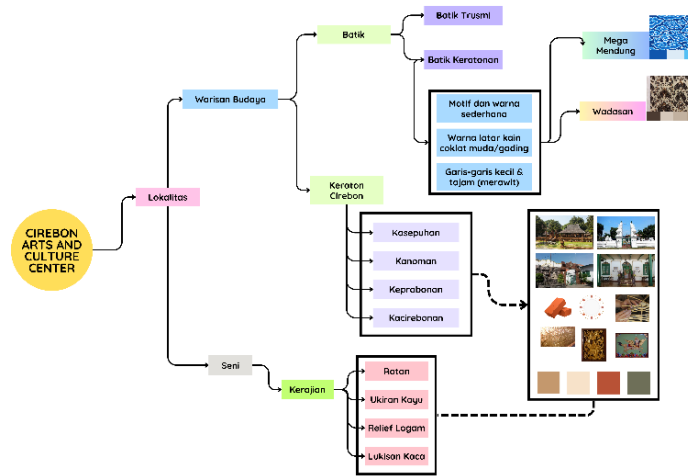 CIREBON
ARTS AND
CULTURE
CENTER
Lokalitas
Warisan Budaya
Batik
Batik Trusmi
Batik Keratonan
Motif dan warna
sederhana
Warna latar kain
coklat muda/gading
Garis-garis kecil &
tajam (merawit)
Mega
Mendung
Wadasan
Keraton
Cirebon
Kasepuhan
Kanoman
Keprabonan
Kacirebonan
Seni
Kerajian
Rotan
Ukiran Kayu
Relief Logam
Lukisan Kaca